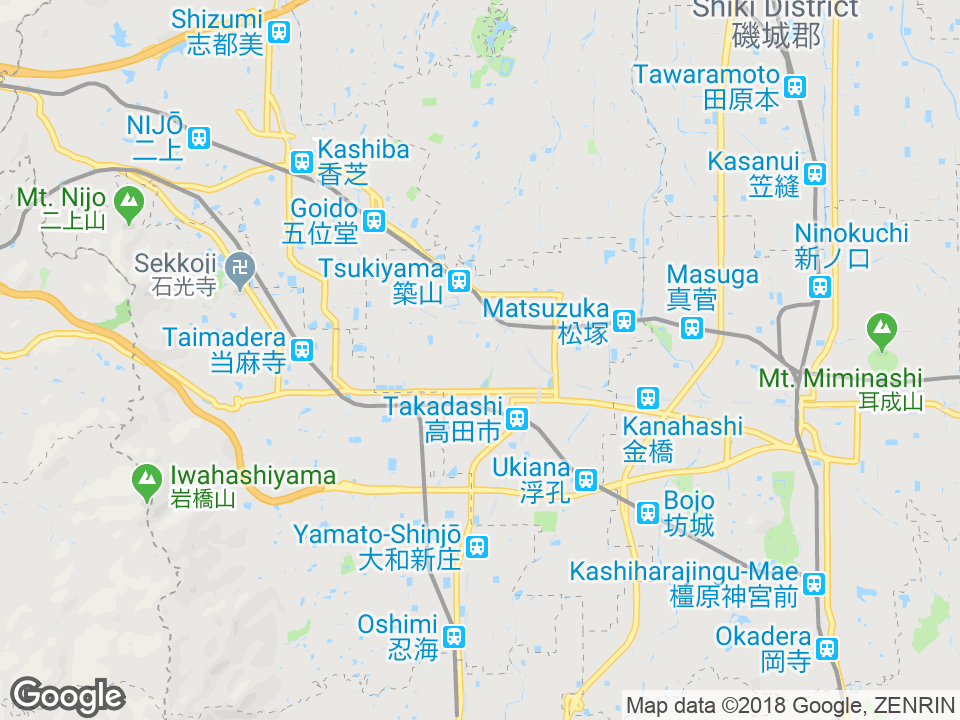 Shiki District
磯城郡
Shizumi
志都美
Tawaramoto
田原本
NIJŌ
二上
Kashiba
香芝
Kasanui
笠縫
Mt. Nijo
二上山
Goido
五位堂
Ninokuchi
新ノ口
Sekkoji
石光寺
Tsukiyama
築山
Masuga
真菅
Matsuzuka
松塚
Taimadera
当麻寺
Mt. Miminashi
耳成山
Takadashi
高田市
Kanahashi
金橋
Iwahashiyama
岩橋山
Ukiana
浮孔
Bojo
坊城
Yamato-Shinjō
大和新庄
Kashiharajingu-Mae
橿原神宮前
Oshimi
忍海
Okadera
岡寺
Google
Map data ©2018 Google, ZENRIN